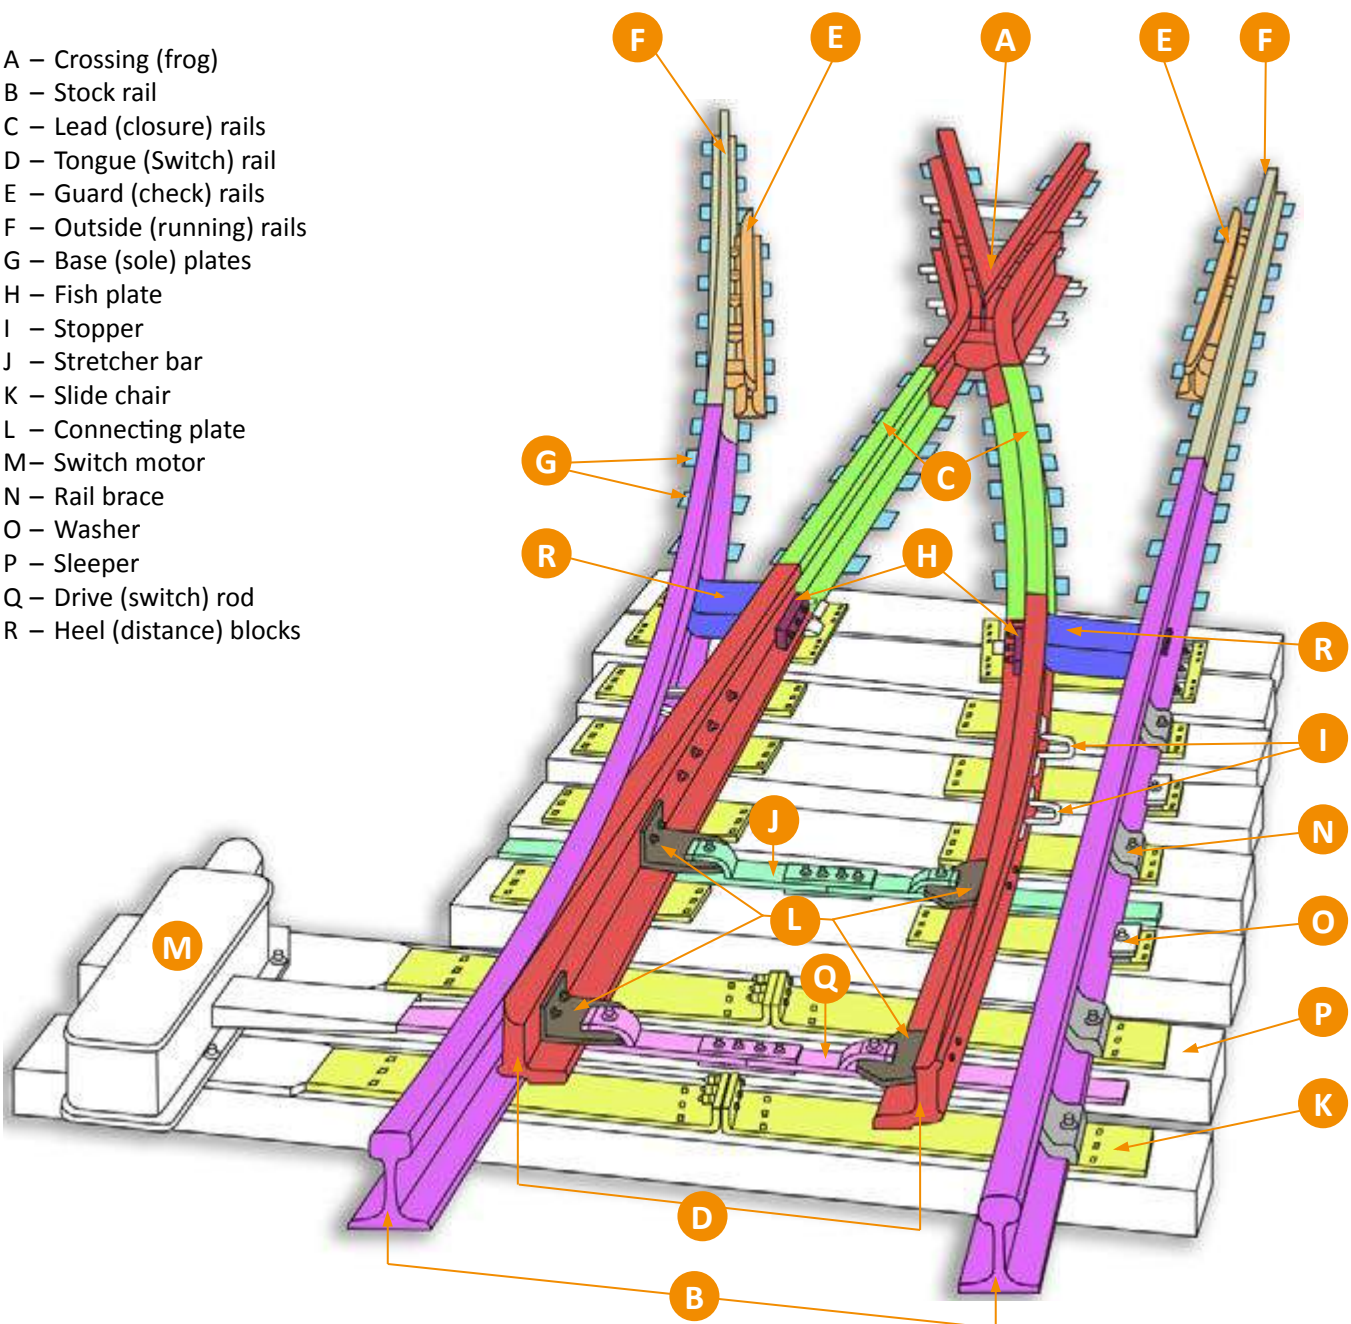 F E A E F
A – Crossing (frog)
B – Stock rail
C – Lead (closure) rails
D – Tongue (Switch) rail
E – Guard (check) rails
F – Outside (running) rails
G – Base (sole) plates
H – Fish plate
I – Stopper
J – Stretcher bar
K – Slide chair
L – Connecting plate
M– Switch motor
N – Rail brace
O – Washer
P – Sleeper
Q – Drive (switch) rod
R – Heel (distance) blocks
G
C
R
H
R
I
J
N
L
O
M
Q
P
K
D
B